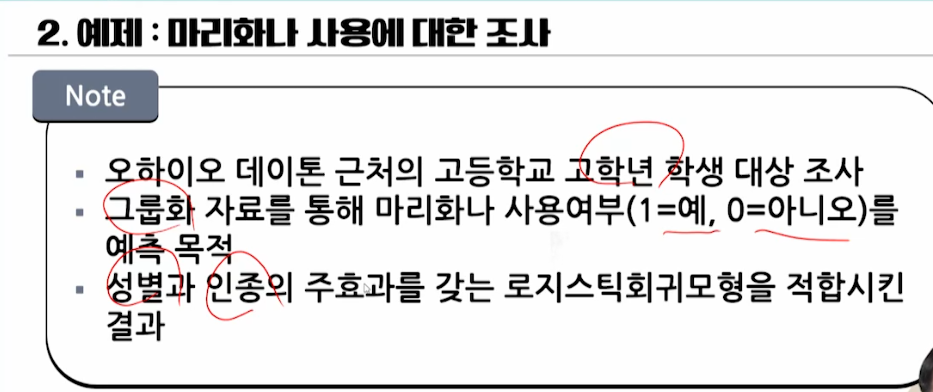 2. 예제 : 마리화나 사용에 대한 조사
Note
▪ 오하이오 데이톤 근처의 고등학교 고학년 학생 대상 조사
▪ 그룹화 자료를 통해 마리화나 사용여부(1=예, 0=아니오)를
예측 목적
▪ 성별과 인종의 주효과를 갖는 로지스틱회귀모형을 적합시킨
결과